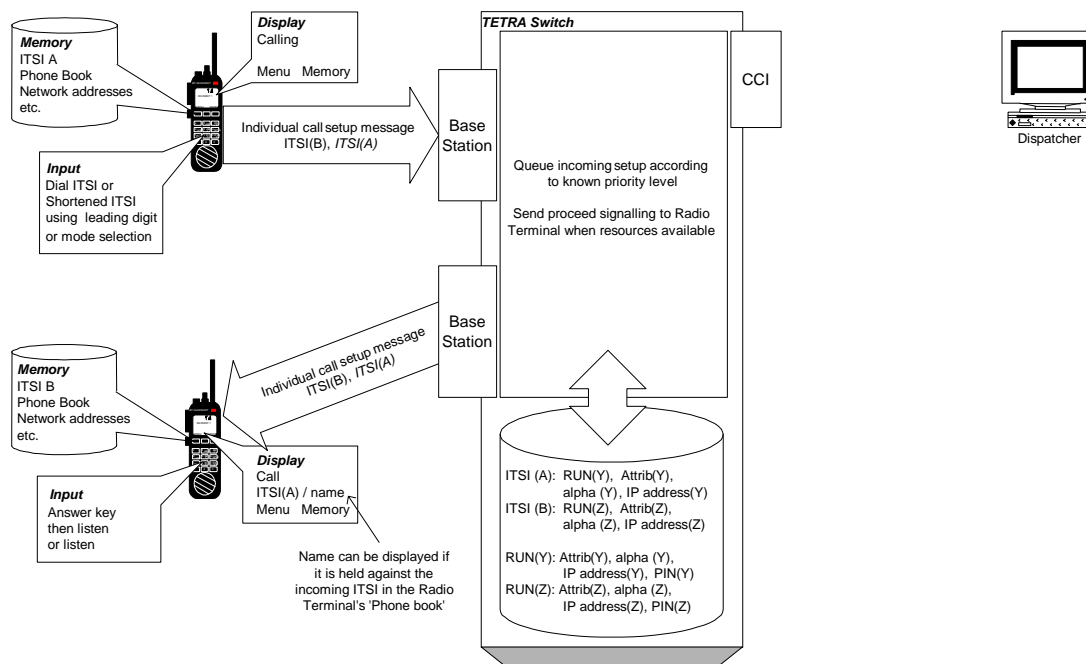 Memory
ITSI A
Phone Book
Network addresses
etc.
Display
Calling
Menu Memory
Input
Dial ITSI or
Shortened ITSI
using leading digit
or mode selection
Individual call setup message
ITSI(B), ITSI(A)
TETRA Switch
Base
Station
CCI
Dispatcher
Queue incoming setup according
to known priority level
Send proceed signalling to Radio
Terminal when resources available
Base
Station
Individual call setup message
ITSI(B), ITSI(A)
Memory
ITSI B
Phone Book
Network addresses
etc.
Input
Answer key
then listen
or listen
Display
Call
ITSI(A) / name
Menu Memory
Name can be displayed if
it is held against the
incoming ITSI in the Radio
Terminal's 'Phone book'
ITSI (A): RUN(Y), Attrib(Y),
alpha (Y), IP address(Y)
ITSI (B): RUN(Z), Attrib(Z),
alpha (Z), IP address(Z)
RUN(Y): Attrib(Y), alpha (Y),
IP address(Y), PIN(Y)
RUN(Z): Attrib(Z), alpha (Z),
IP address(Z), PIN(Z)